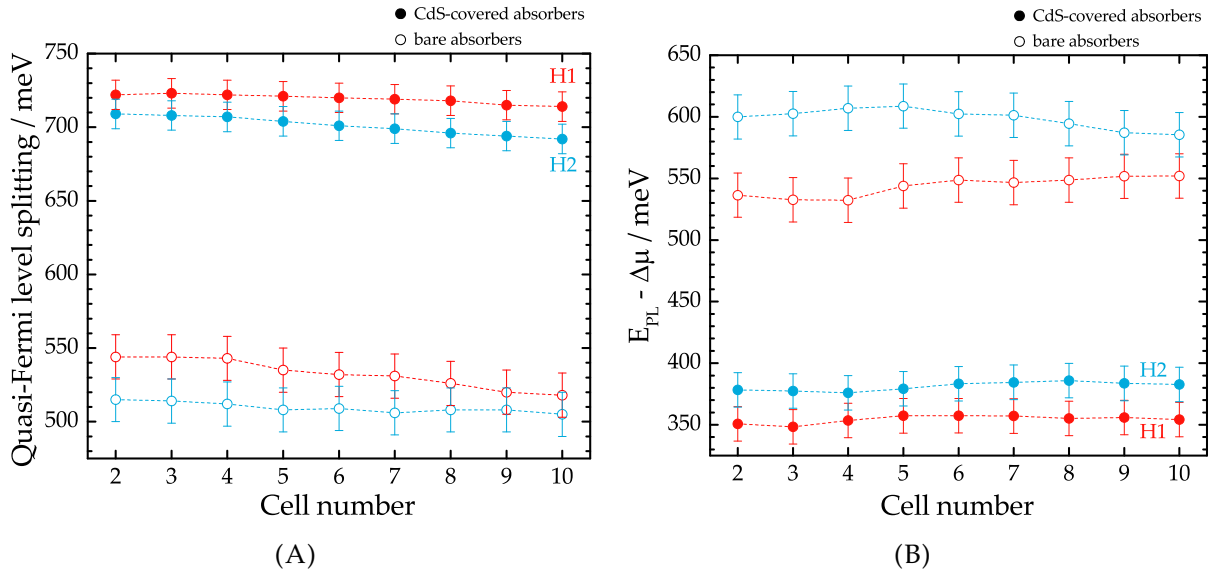 ● CdS-covered absorbers
○ bare absorbers
Quasi-Fermi level splitting / meV
750
700
650
600
550
500
H1
H2
2 3 4 5 6 7 8 9 10
Cell number
(A)
● CdS-covered absorbers
○ bare absorbers
E_PL - Δμ / meV
650
600
550
500
450
400
350
H2
H1
2 3 4 5 6 7 8 9 10
Cell number
(B)